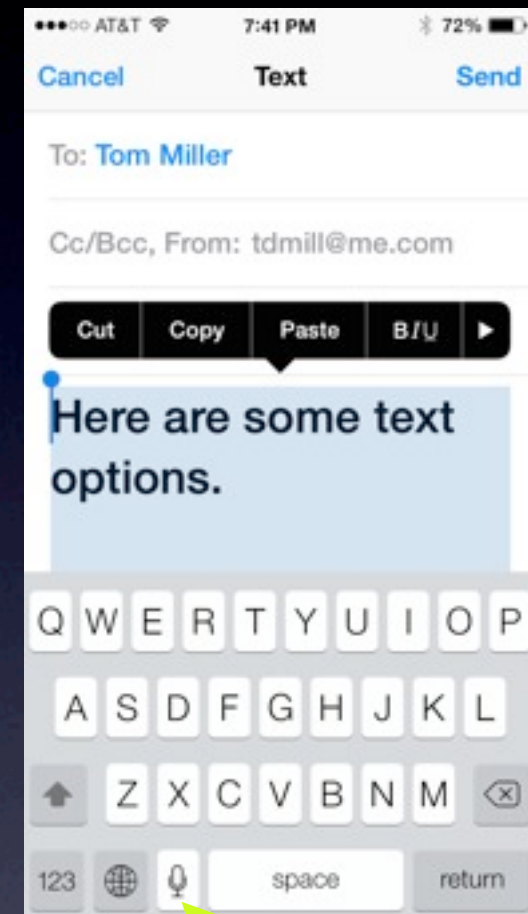 AT&T 7:41 PM 72%
Cancel Text Send
To: Tom Miller
Cc/Bcc, From: tdmill@me.com
Cut Copy Paste BIU
Here are some text
options.
Q W E R T Y U I O P
A S D F G H J K L
Z X C V B N M
123 space return